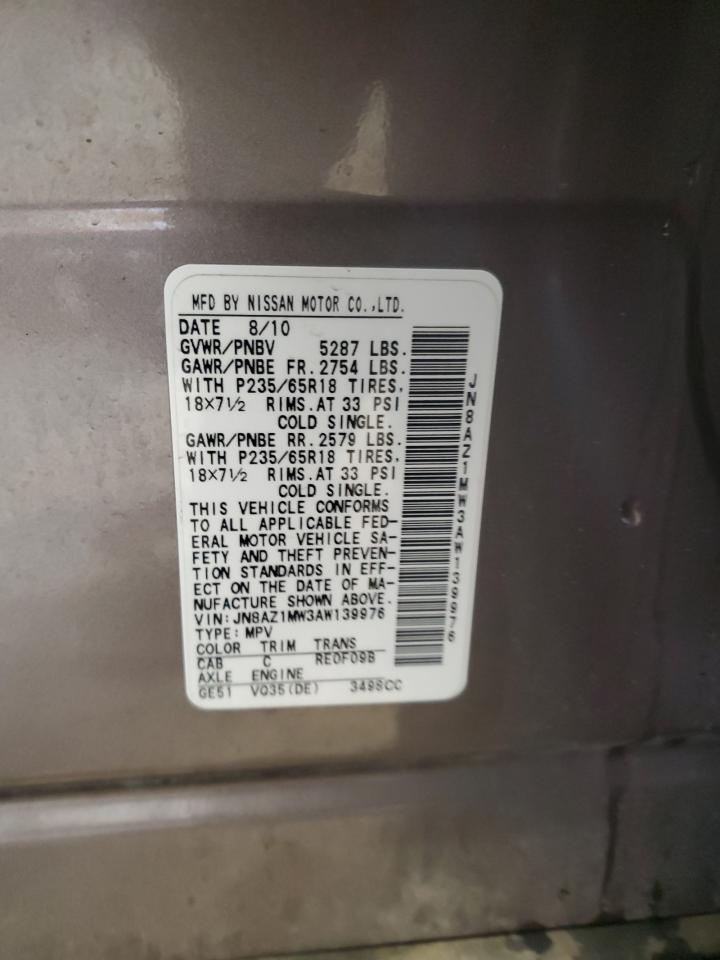 MFD BY NISSAN MOTOR CO.,LTD.
DATE 8/10
GVWR/PNBV 5287 LBS.
GAWR/PNBE FR. 2754 LBS.
WITH P235/65R18 TIRES,
18×7½ RIMS.AT 33 PSI
COLD SINGLE.
GAWR/PNBE RR. 2579 LBS.
WITH P235/65R18 TIRES,
18×7½ RIMS.AT 33 PSI
COLD SINGLE.
THIS VEHICLE CONFORMS
TO ALL APPLICABLE FED-
ERAL MOTOR VEHICLE SA-
FETY AND THEFT PREVEN-
TION STANDARDS IN EFF-
ECT ON THE DATE OF MA-
NUFACTURE SHOWN ABOVE.
VIN:JN8AZ1MW3AW139976
TYPE:MPV
COLOR TRIM TRANS
CAB C RE0F09B
AXLE ENGINE
GE51 VQ35(DE) 3498CC
JN8AZ1MW3AW139976